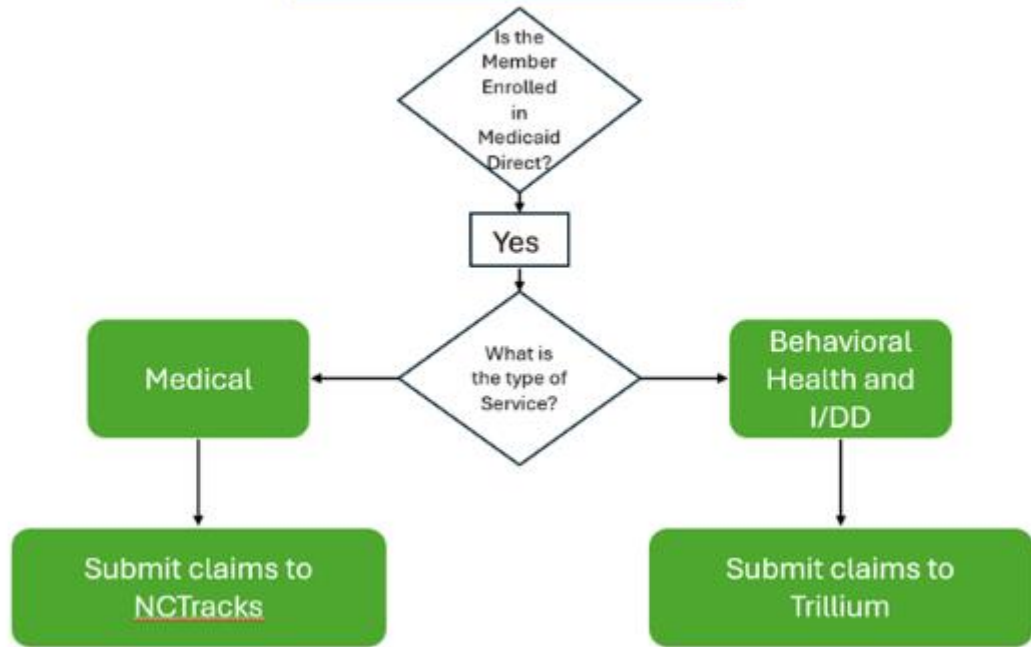 Is the
Member
Enrolled
in
Medicaid
Direct?
Yes
What is
the type of
Service?
Medical
Behavioral
Health and
I/DD
Submit claims to
NCTracks
Submit claims to
Trillium